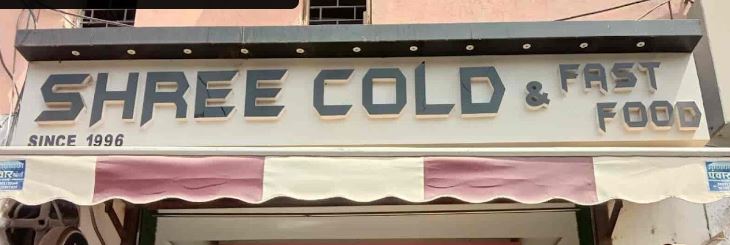 SHREE COLD & FAST FOOD
SINCE 1996